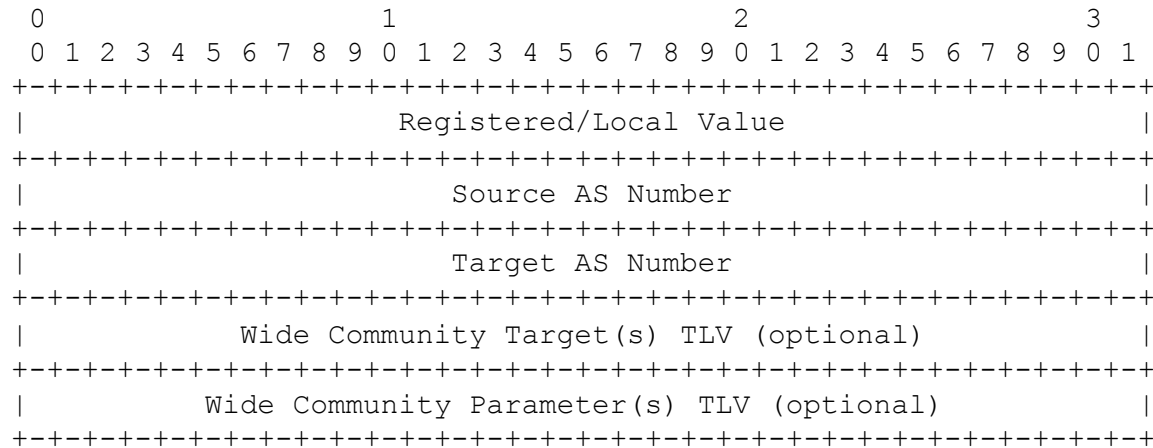 0                   1                   2                   3
 0 1 2 3 4 5 6 7 8 9 0 1 2 3 4 5 6 7 8 9 0 1 2 3 4 5 6 7 8 9 0 1
+-+-+-+-+-+-+-+-+-+-+-+-+-+-+-+-+-+-+-+-+-+-+-+-+-+-+-+-+-+-+-+-+
|                     Registered/Local Value                    |
+-+-+-+-+-+-+-+-+-+-+-+-+-+-+-+-+-+-+-+-+-+-+-+-+-+-+-+-+-+-+-+-+
|                        Source AS Number                       |
+-+-+-+-+-+-+-+-+-+-+-+-+-+-+-+-+-+-+-+-+-+-+-+-+-+-+-+-+-+-+-+-+
|                        Target AS Number                       |
+-+-+-+-+-+-+-+-+-+-+-+-+-+-+-+-+-+-+-+-+-+-+-+-+-+-+-+-+-+-+-+-+
|            Wide Community Target(s) TLV (optional)            |
+-+-+-+-+-+-+-+-+-+-+-+-+-+-+-+-+-+-+-+-+-+-+-+-+-+-+-+-+-+-+-+-+
|          Wide Community Parameter(s) TLV (optional)           |
+-+-+-+-+-+-+-+-+-+-+-+-+-+-+-+-+-+-+-+-+-+-+-+-+-+-+-+-+-+-+-+-+